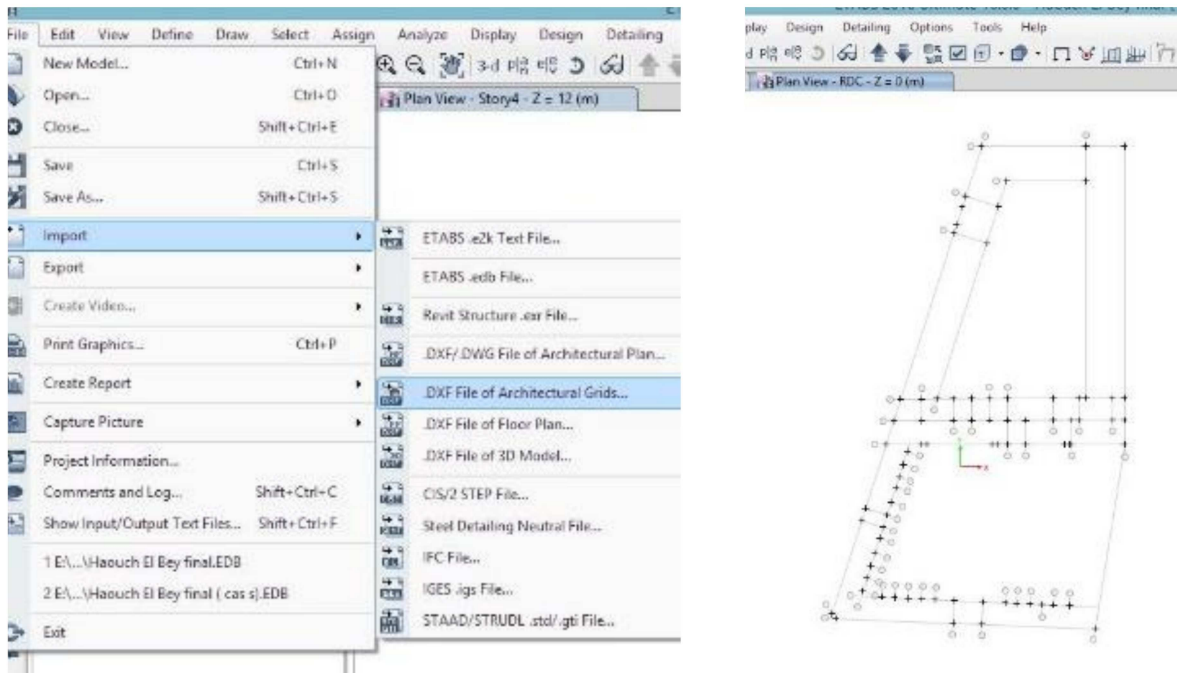 File Edit View Define Draw Select Assign Analyze Display Design Detailing
New Model... Ctrl+N
Open... Ctrl+O
Close... Shift+Ctrl+E
Save Ctrl+S
Save As... Shift+Ctrl+S
Import
Export
Create Video...
Print Graphics... Ctrl+P
Create Report
Capture Picture
Project Information...
Comments and Log... Shift+Ctrl+C
Show Input/Output Text Files... Shift+Ctrl+F
1 E:\...\Haouch El Bey final.EDB
2 E:\...\Haouch El Bey final ( cas s).EDB
Exit
3-d
Plan View - Story4 - Z = 12 (m)
ETABS .e2k Text File...
ETABS .edb File...
Revit Structure .exr File...
.DXF/.DWG File of Architectural Plan...
.DXF File of Architectural Grids...
.DXF File of Floor Plan...
.DXF File of 3D Model...
CIS/2 STEP File...
Steel Detailing Neutral File...
IFC File...
IGES .igs File...
STAAD/STRUDL .std/.gti File...
play Design Detailing Options Tools Help
Plan View - RDC - Z = 0 (m)
X